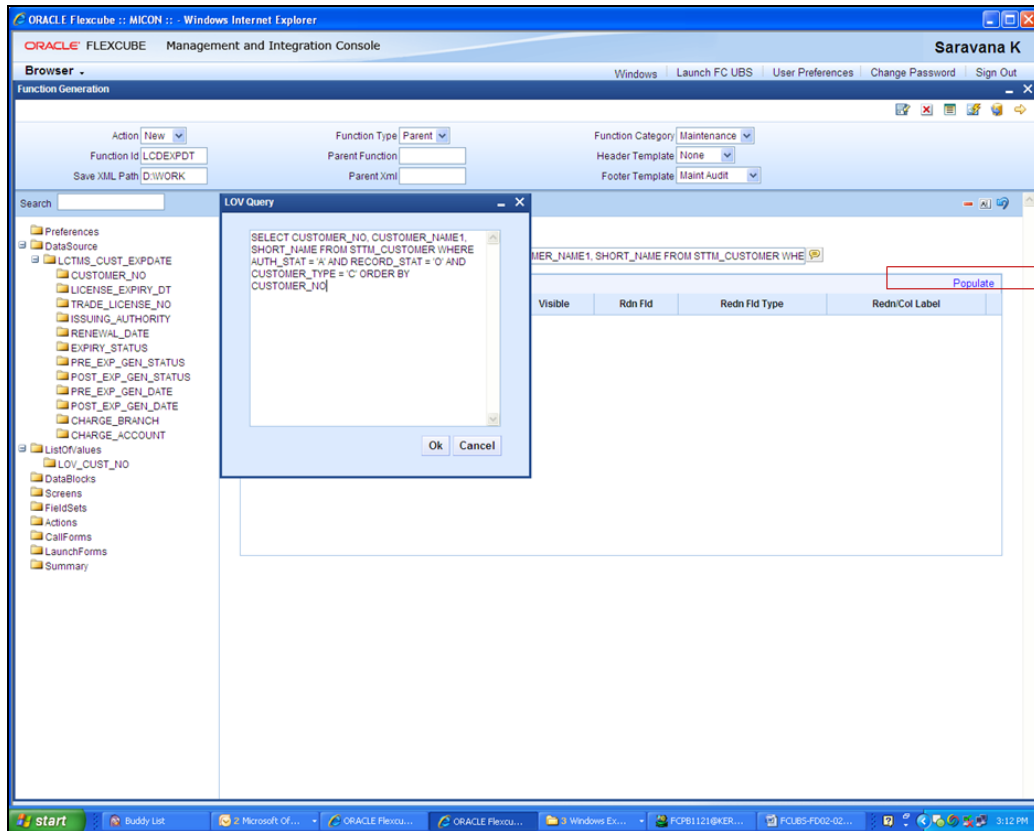 ORACLE Flexcube :: MICON :: - Windows Internet Explorer
ORACLE FLEXCUBE Management and Integration Console
Saravana K
Browser
Windows Launch FC UBS User Preferences Change Password Sign Out
Function Generation
Action New Function Type Parent Function Category Maintenance
Function Id LCDEXPDT Parent Function Header Template None
Save XML Path D:\WORK Parent Xml Footer Template Maint Audit
Search
Preferences
DataSource
LCTMS_CUST_EXPDATE
CUSTOMER_NO
LICENSE_EXPIRY_DT
TRADE_LICENSE_NO
ISSUING_AUTHORITY
RENEWAL_DATE
EXPIRY_STATUS
PRE_EXP_GEN_STATUS
POST_EXP_GEN_STATUS
PRE_EXP_GEN_DATE
POST_EXP_GEN_DATE
CHARGE_BRANCH
CHARGE_ACCOUNT
ListOfValues
LOV_CUST_NO
DataBlocks
Screens
FieldSets
Actions
CallForms
LaunchForms
Summary
LOV Query
SELECT CUSTOMER_NO, CUSTOMER_NAME1,
SHORT_NAME FROM STTM_CUSTOMER WHERE
AUTH_STAT = 'A' AND RECORD_STAT = 'O' AND
CUSTOMER_TYPE = 'C' ORDER BY
CUSTOMER_NO
Ok Cancel
MER_NAME1, SHORT_NAME FROM STTM_CUSTOMER WHE
Populate
Visible Rdn Fld Redn Fld Type Redn/Col Label
start Buddy List 2 Microsoft Of... ORACLE Flexcu... ORACLE Flexcu... 3 Windows Ex... FCPB1121@KER... FCUBS-FD02-02... 3:12 PM